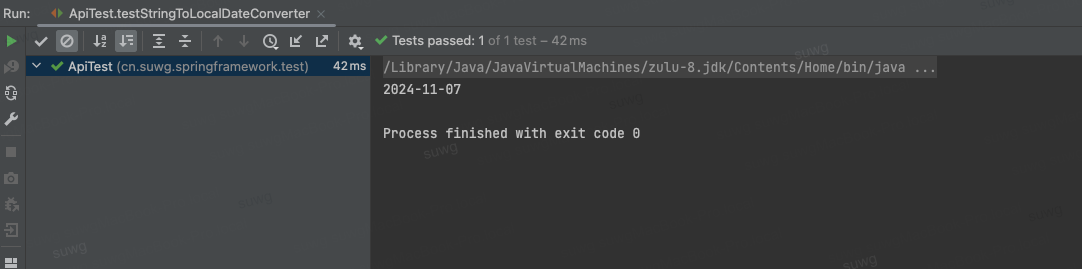 Run: ApiTest.testStringToLocalDateConverter ×
Tests passed: 1 of 1 test – 42 ms
ApiTest (cn.suwg.springframework.test) 42 ms
/Library/Java/JavaVirtualMachines/zulu-8.jdk/Contents/Home/bin/java ...
2024-11-07
Process finished with exit code 0
suwg
suwg
suwg
suwg
suwg
suwg
suwg